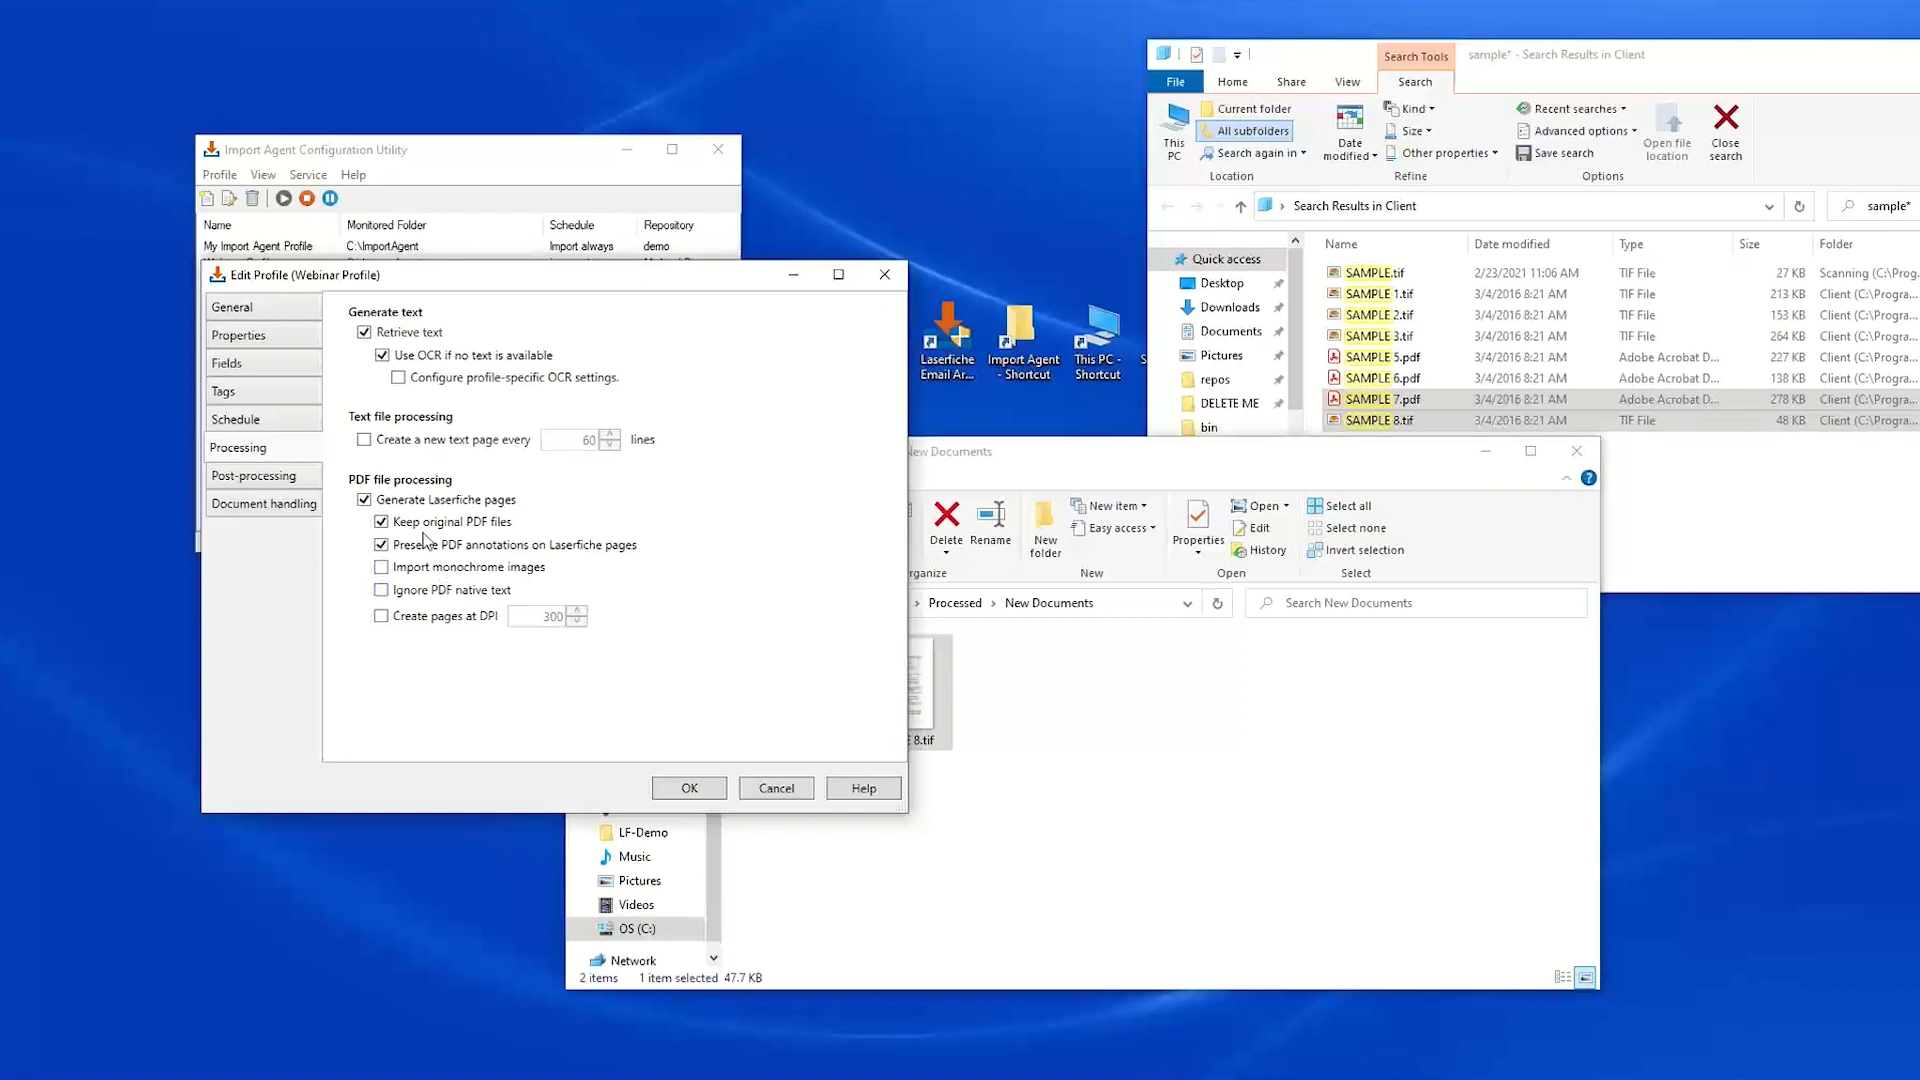 Import Agent Configuration Utility
Profile View Service Help
Name Monitored Folder Schedule Repository
My Import Agent Profile C:\ImportAgent Import always demo
Edit Profile (Webinar Profile)
General
Properties
Fields
Tags
Schedule
Processing
Post-processing
Document handling
Generate text
Retrieve text
Use OCR if no text is available
Configure profile-specific OCR settings.
Text file processing
Create a new text page every 60 lines
PDF file processing
Generate Laserfiche pages
Keep original PDF files
PDF annotations on Laserfiche pages
Import monochrome images
Ignore PDF native text
Create pages at DPI 300
OK Cancel Help
Laserfiche
Email Ar...
Import Agent
- Shortcut
This PC -
Shortcut
S
Search Tools sample* - Search Results in Client
File Home Share View Search
This
PC
Current folder
All subfolders
Search again in
Location
Date
modified
Kind
Size
Other properties
Refine
Recent searches
Advanced options
Save search
Options
Open file
location
Close
search
Search Results in Client
sample*
Quick access
Desktop
Downloads
Documents
Pictures
repos
DELETE ME
bin
Name Date modified Type Size Folder
SAMPLE.tif 2/23/2021 11:06 AM TIF File 27 KB Scanning (C:\Prog...
SAMPLE 1.tif 3/4/2016 8:21 AM TIF File 213 KB Client (C:\Progra...
SAMPLE 2.tif 3/4/2016 8:21 AM TIF File 153 KB Client (C:\Progra...
SAMPLE 3.tif 3/4/2016 8:21 AM TIF File 264 KB Client (C:\Progra...
SAMPLE 5.pdf 3/4/2016 8:21 AM Adobe Acrobat D... 227 KB Client (C:\Progra...
SAMPLE 6.pdf 3/4/2016 8:21 AM Adobe Acrobat D... 138 KB Client (C:\Progra...
SAMPLE 7.pdf 3/4/2016 8:21 AM Adobe Acrobat D... 278 KB Client (C:\Progra...
SAMPLE 8.tif 3/4/2016 8:21 AM TIF File 48 KB Client (C:\Progra...
New Documents
Delete
Rename
rganize
New
folder
New item
Easy access
New
Properties
Open
Edit
History
Open
Select all
Select none
Invert selection
Select
Processed New Documents
Search New Documents
E 8.tif
LF-Demo
Music
Pictures
Videos
OS (C:)
Network
2 items 1 item selected 47.7 KB